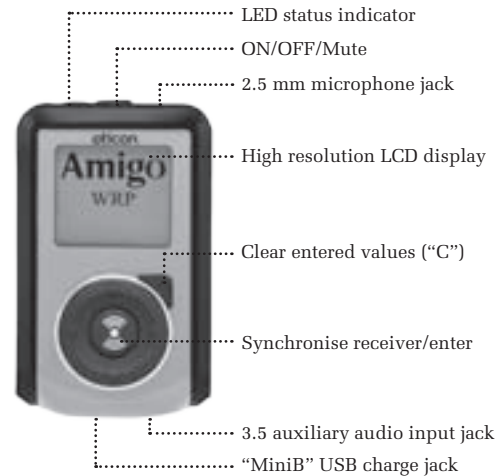 LED status indicator
ON/OFF/Mute
2.5 mm microphone jack
oticon
Amigo
WRP
High resolution LCD display
Clear entered values (“C”)
Synchronise receiver/enter
3.5 auxiliary audio input jack
“MiniB” USB charge jack